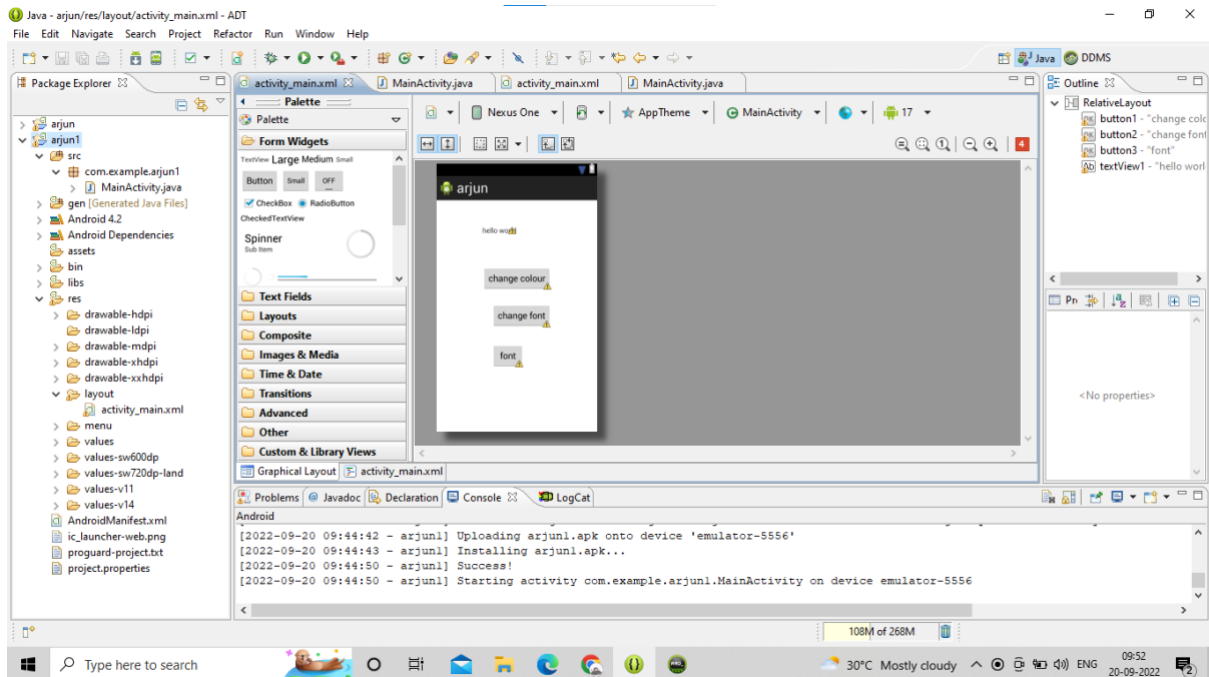 Java - arjun/res/layout/activity_main.xml - ADT
File Edit Navigate Search Project Refactor Run Window Help
Java
DDMS
Package Explorer
arjun
arjun1
src
com.example.arjun1
MainActivity.java
gen [Generated Java Files]
Android 4.2
Android Dependencies
assets
bin
libs
res
drawable-hdpi
drawable-ldpi
drawable-mdpi
drawable-xhdpi
drawable-xxhdpi
layout
activity_main.xml
menu
values
values-sw600dp
values-sw720dp-land
values-v11
values-v14
AndroidManifest.xml
ic_launcher-web.png
proguard-project.txt
project.properties
activity_main.xml
MainActivity.java
activity_main.xml
MainActivity.java
Palette
Palette
Form Widgets
TextView Large Medium Small
Button Small OFF
CheckBox RadioButton
CheckedTextView
Spinner
Sub Item
Text Fields
Layouts
Composite
Images & Media
Time & Date
Transitions
Advanced
Other
Custom & Library Views
Nexus One AppTheme MainActivity 17
4
arjun
hello world
change colour
change font
font
Graphical Layout activity_main.xml
Outline
RelativeLayout
button1 - "change colo
button2 - "change font
button3 - "font"
textView1 - "hello worl
Pr
<No properties>
Problems @ Javadoc Declaration Console LogCat
Android
[2022-09-20 09:44:42 - arjun1] Uploading arjun1.apk onto device 'emulator-5556'
[2022-09-20 09:44:43 - arjun1] Installing arjun1.apk...
[2022-09-20 09:44:50 - arjun1] Success!
[2022-09-20 09:44:50 - arjun1] Starting activity com.example.arjun1.MainActivity on device emulator-5556
108M of 268M
Type here to search
30°C Mostly cloudy
ENG
09:52
20-09-2022
2